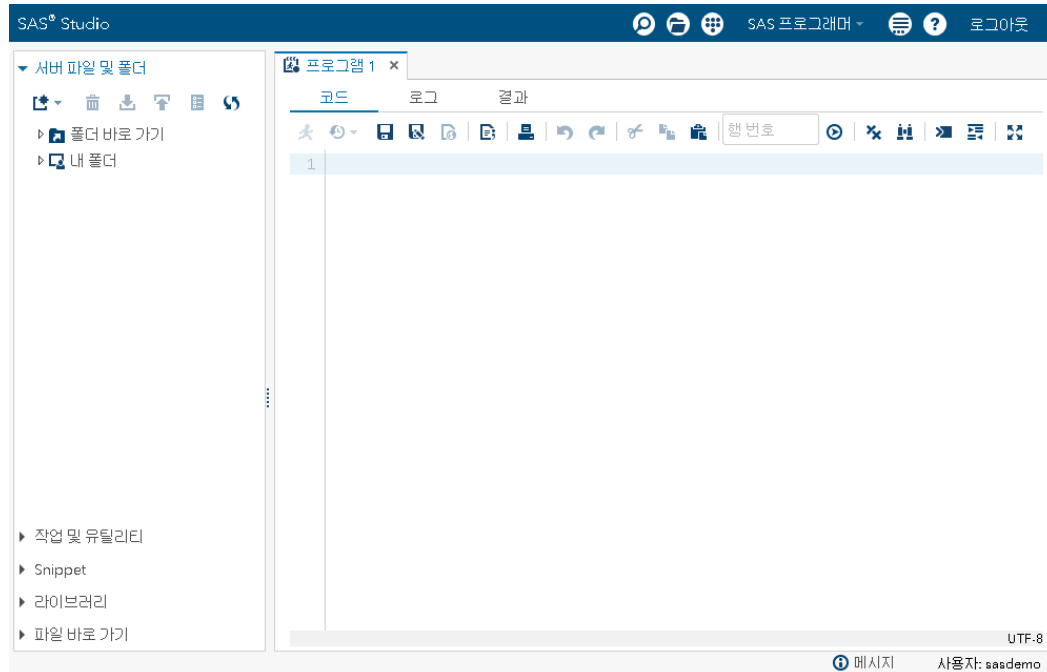 SAS® Studio
SAS 프로그래머
로그아웃
서버 파일 및 폴더
폴더 바로 가기
내 폴더
작업 및 유틸리티
Snippet
라이브러리
파일 바로 가기
프로그램 1
코드 로그 결과
행 번호
1
UTF-8
메시지 사용자: sasdemo